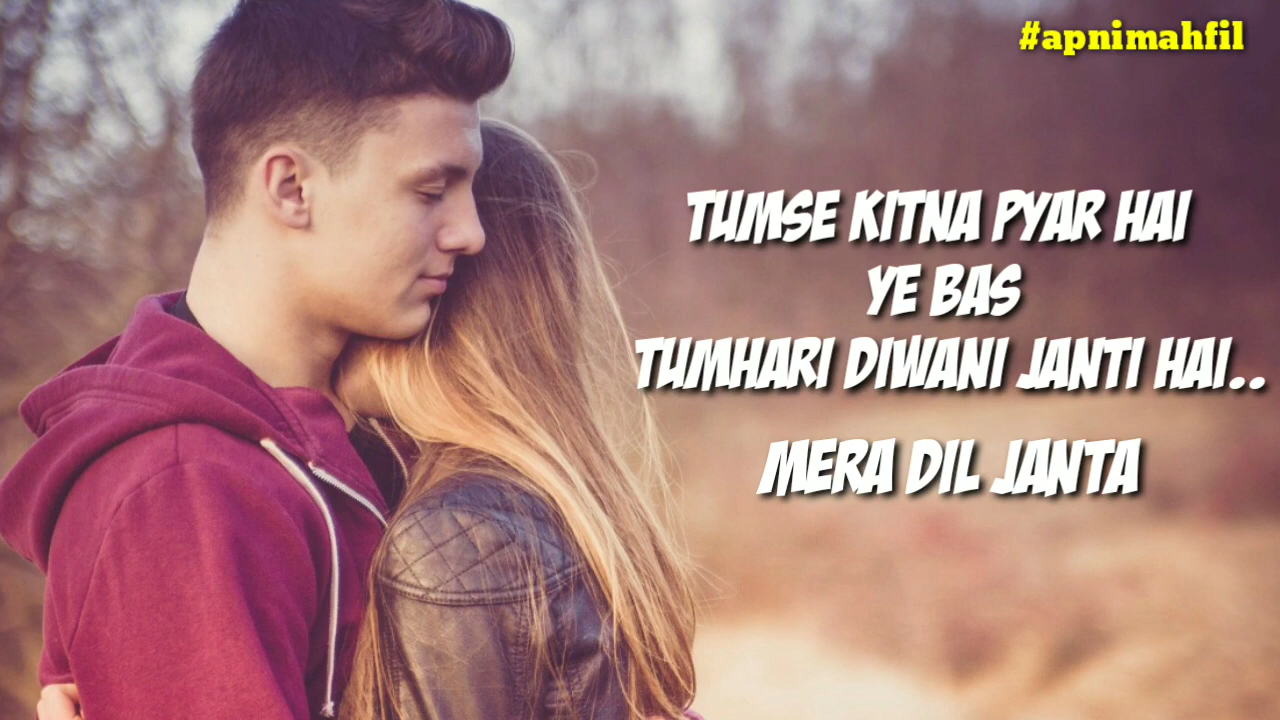 #apnimahfil
TUMSE KITNA PYAR HAI
YE BAS
TUMHARI DIWANI JANTI HAI..
MERA DIL JANTA